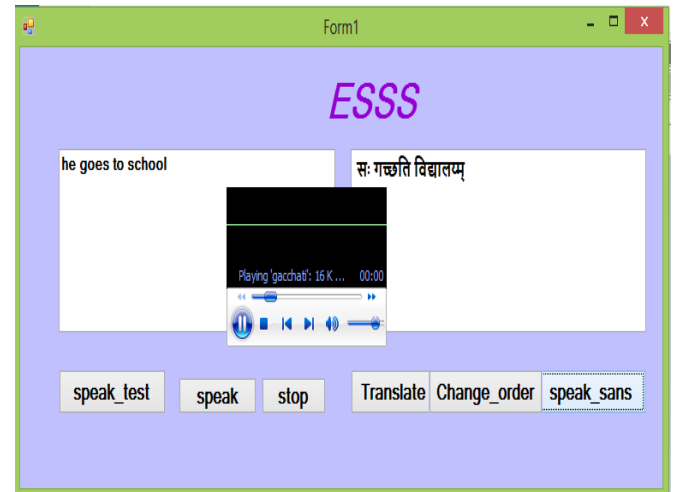 Form1
ESSS
he goes to school
सः गच्छति विद्यालय्म्
Playing 'gacchati': 16 K ... 00:00
speak_test speak stop Translate Change_order speak_sans